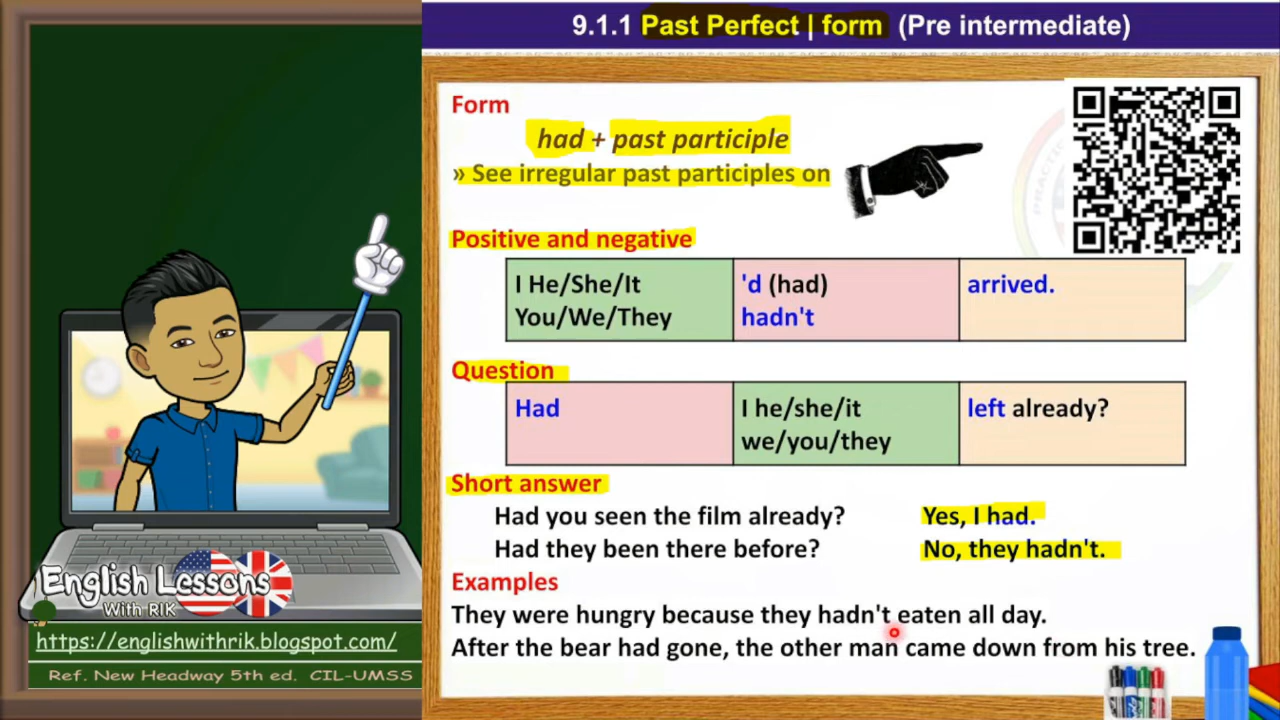 9.1.1 Past Perfect | form (Pre intermediate)
Form
had + past participle
» See irregular past participles on
Positive and negative
I He/She/It
You/We/They
'd (had)
hadn't
arrived.
Question
Had
I he/she/it
we/you/they
left already?
Short answer
Had you seen the film already? Yes, I had.
Had they been there before? No, they hadn't.
Examples
They were hungry because they hadn't eaten all day.
After the bear had gone, the other man came down from his tree.
English Lessons
With RIK
https://englishwithrik.blogspot.com/
Ref. New Headway 5th ed. CIL-UMSS